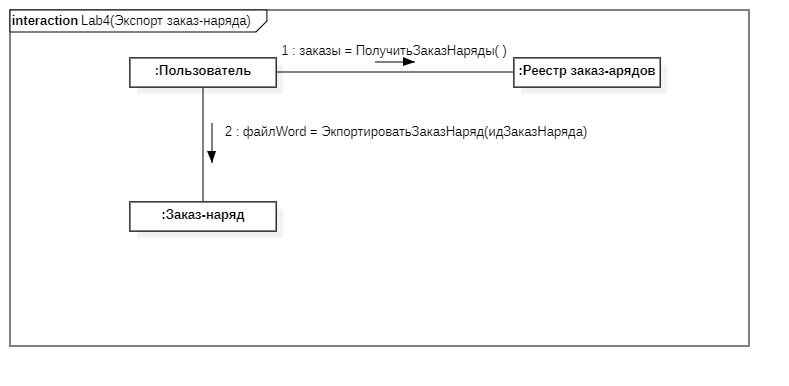 interaction Lab4(Экспорт заказ-наряда)
1 : заказы = ПолучитьЗаказНаряды( )
:Пользователь
:Реестр заказ-арядов
2 : файлWord = ЭкпортироватьЗаказНаряд(идЗаказНаряда)
:Заказ-наряд